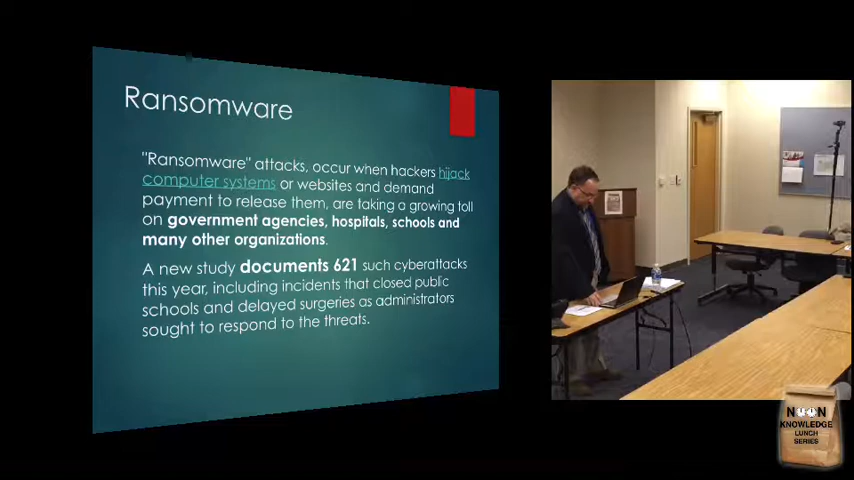 Ransomware
"Ransomware" attacks, occur when hackers hijack
computer systems or websites and demand
payment to release them, are taking a growing toll
on government agencies, hospitals, schools and
many other organizations.
A new study documents 621 such cyberattacks
this year, including incidents that closed public
schools and delayed surgeries as administrators
sought to respond to the threats.
NOON
KNOWLEDGE
LUNCH
SERIES